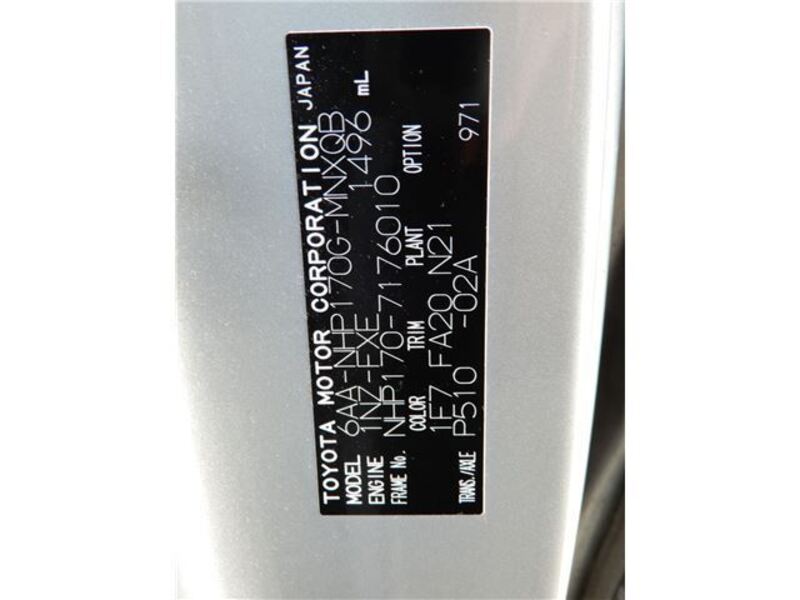 TOYOTA MOTOR CORPORATION JAPAN
MODEL 6AA-NHP170G-MNXQB
ENGINE 1NZ-FXE 1496 mL
FRAME No. NHP170-7176010
COLOR TRIM PLANT OPTION
1F7 FA20 N21 971
TRANS./AXLE P510 -02A